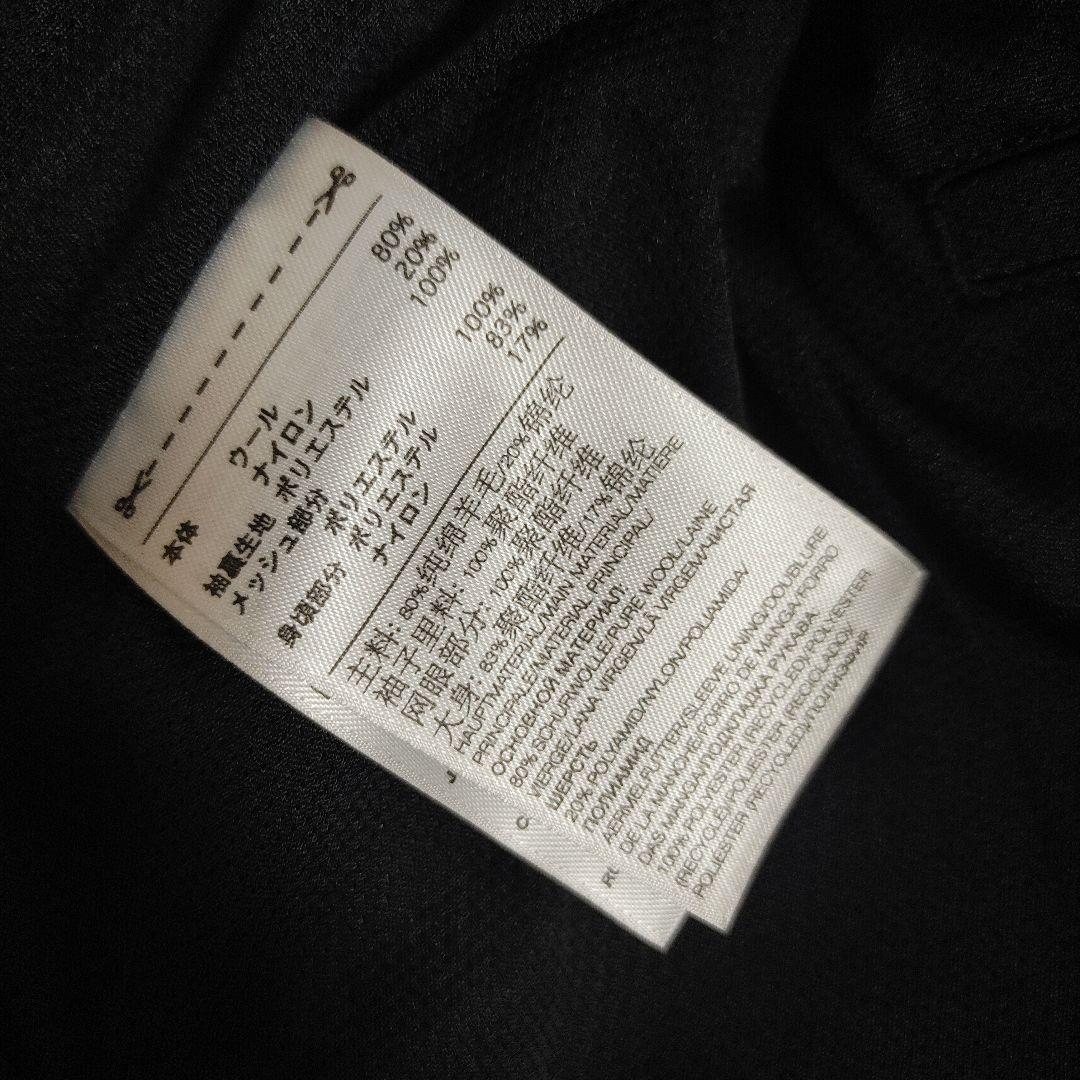 本体 ウール 80%
ナイロン 20%
袖裏生地 ポリエステル 100%
メッシュ部分
ポリエステル 100%
身頃部分 ポリエステル 83%
ナイロン 17%
主料: 80%纯绵羊毛/20%锦纶
袖子里料: 100% 聚酯纤维
网眼部分: 100% 聚酯纤维
大身: 83% 聚酯纤维/17% 锦纶
HAUPTMATERIAL/MAIN MATERIAL/MATIÈRE
PRINCIPALE/MATERIAL PRINCIPAL/
ОСНОВНОЙ МАТЕРИАЛ
80% SCHURWOLLE/PURE WOOL/LAINE
VIERGE/LANA VIRGEN/LÃ VIRGEM/ЧИСТАЯ
ШЕРСТЬ
20% POLYAMID/NYLON/POLIAMIDA/
ПОЛИАМИД
ÄERMELFUTTER/SLEEVE LINING/DOUBLURE
DE LA MANCHE/FORRO DE MANGA/FORRO
DAS MANGAS/ПОДКЛАДКА РУКАВА
100% POLYESTER (RECYCLED)/POLYESTER
(RECYCLÉ)/POLIÉSTER (RECICLADO)/
POLIÉSTER (RECYCLED)/ПОЛИЭФИР